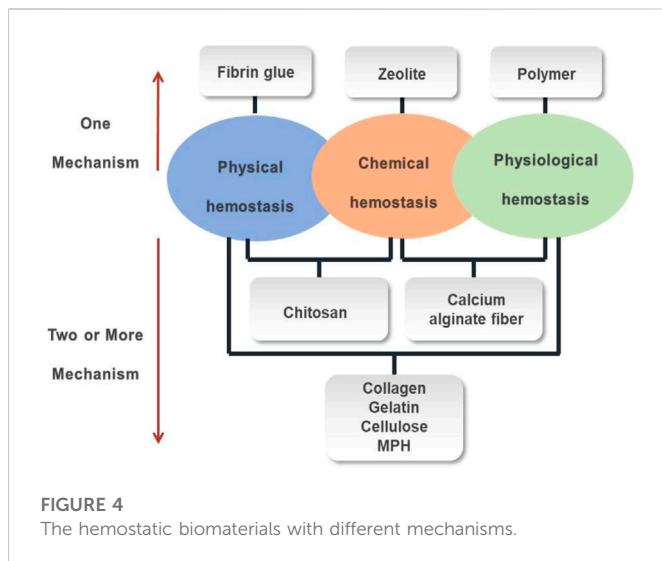 Fibrin glue
Zeolite
Polymer
One
Mechanism
Physical
hemostasis
Chemical
hemostasis
Physiological
hemostasis
Two or More
Mechanism
Chitosan
Calcium
alginate fiber
Collagen
Gelatin
Cellulose
MPH
FIGURE 4
The hemostatic biomaterials with different mechanisms.